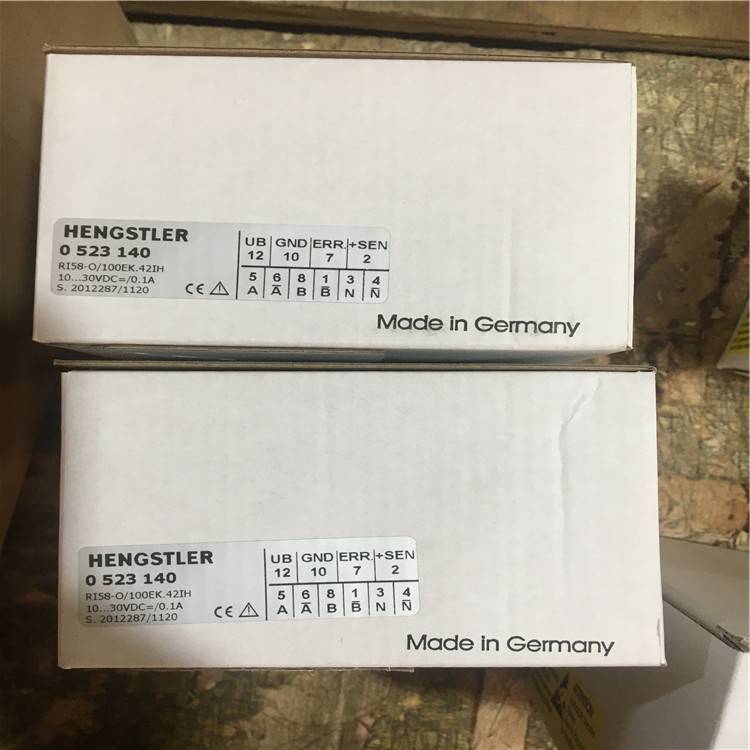 HENGSTLER
0 523 140
RI58-O/100EK.42IH
10...30VDC=/0.1A
S. 2012287/1120
CE
UB GND ERR. +SEN
12 10 7 2
5 6 8 1 3 4
A A̅ B B̅ N N̅
Made in Germany
HENGSTLER
0 523 140
RI58-O/100EK.42IH
10...30VDC=/0.1A
S. 2012287/1120
CE
UB GND ERR. +SEN
12 10 7 2
5 6 8 1 3 4
A A̅ B B̅ N N̅
Made in Germany
ATTENTION